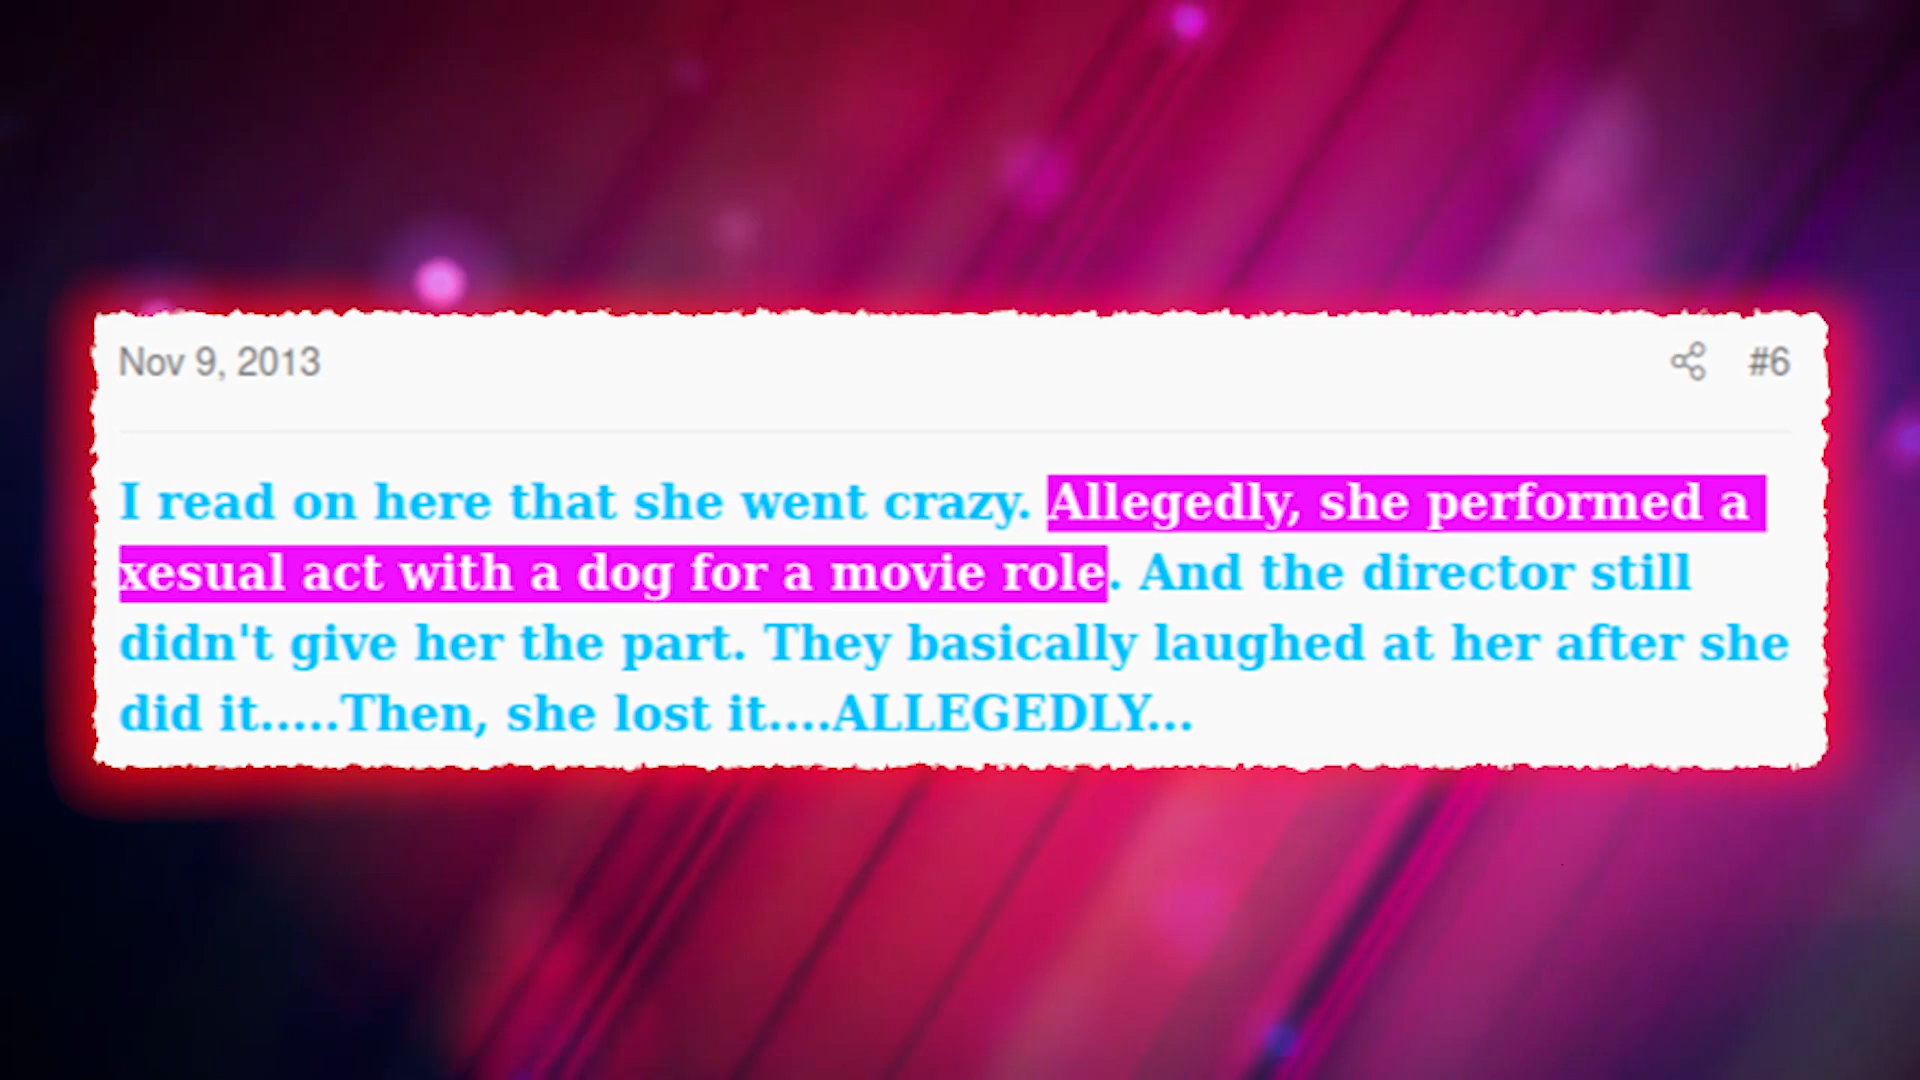 Nov 9, 2013 #6
I read on here that she went crazy. Allegedly, she performed a
xesual act with a dog for a movie role. And the director still
didn't give her the part. They basically laughed at her after she
did it.....Then, she lost it....ALLEGEDLY...